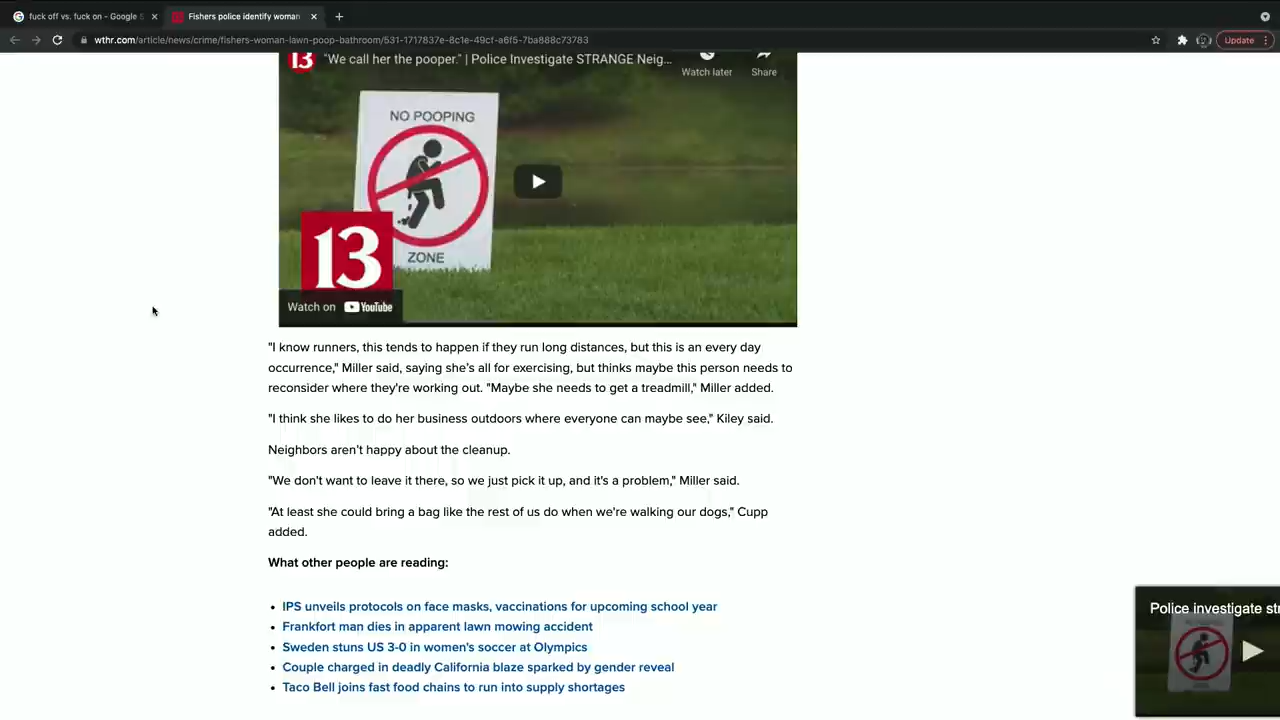 fuck off vs. fuck on - Google S
Fishers police identify woman
wthr.com/article/news/crime/fishers-woman-lawn-poop-bathroom/531-1717837e-8c1e-49cf-a6f5-7ba888c73783
Update
13
"We call her the pooper." | Police Investigate STRANGE Neig...
Watch later
Share
NO POOPING
ZONE
13
Watch on YouTube
"I know runners, this tends to happen if they run long distances, but this is an every day
occurrence," Miller said, saying she's all for exercising, but thinks maybe this person needs to
reconsider where they're working out. "Maybe she needs to get a treadmill," Miller added.
"I think she likes to do her business outdoors where everyone can maybe see," Kiley said.
Neighbors aren't happy about the cleanup.
"We don't want to leave it there, so we just pick it up, and it's a problem," Miller said.
"At least she could bring a bag like the rest of us do when we're walking our dogs," Cupp
added.
What other people are reading:
IPS unveils protocols on face masks, vaccinations for upcoming school year
Frankfort man dies in apparent lawn mowing accident
Sweden stuns US 3-0 in women's soccer at Olympics
Couple charged in deadly California blaze sparked by gender reveal
Taco Bell joins fast food chains to run into supply shortages
Police investigate str